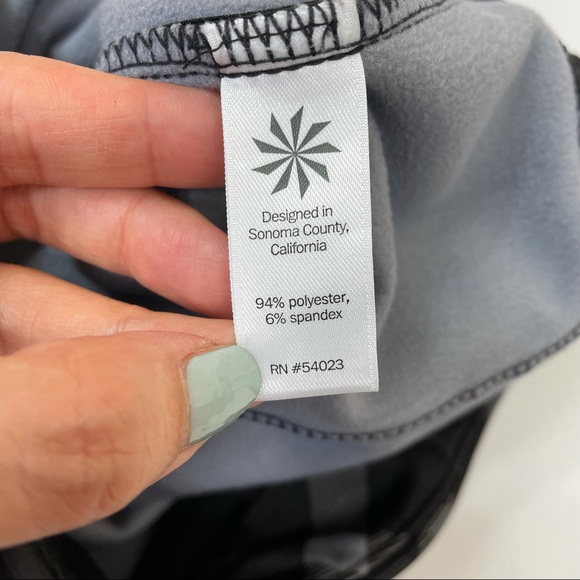 Designed in
Sonoma County,
California
94% polyester,
6% spandex
RN #54023